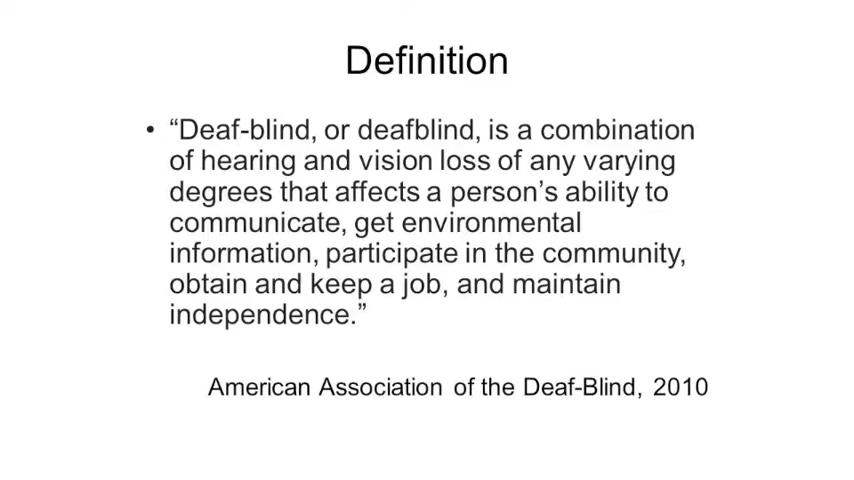 Definition
• “Deaf-blind, or deafblind, is a combination
of hearing and vision loss of any varying
degrees that affects a person’s ability to
communicate, get environmental
information, participate in the community,
obtain and keep a job, and maintain
independence.”
American Association of the Deaf-Blind, 2010